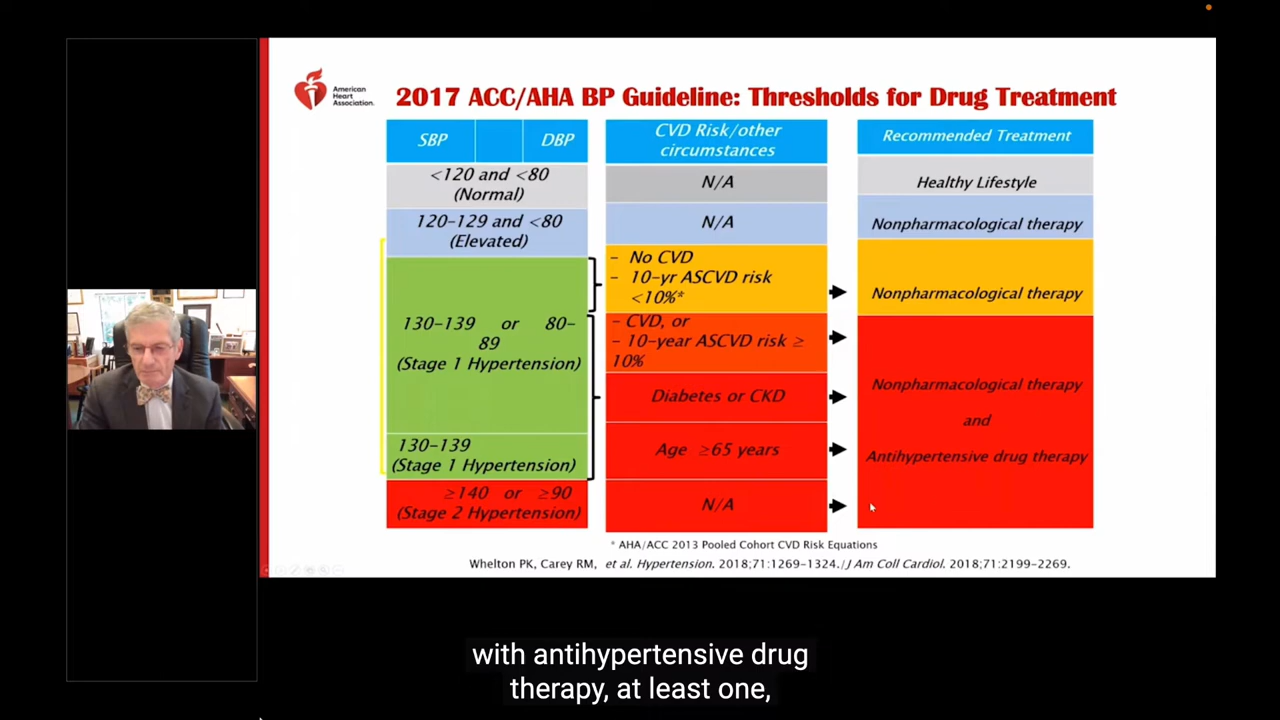 American
Heart
Association.
2017 ACC/AHA BP Guideline: Thresholds for Drug Treatment
SBP DBP
CVD Risk/other
circumstances
Recommended Treatment
<120 and <80
(Normal)
N/A
Healthy Lifestyle
120-129 and <80
(Elevated)
N/A
Nonpharmacological therapy
130-139 or 80-
89
(Stage 1 Hypertension)
- No CVD
- 10-yr ASCVD risk
<10%*
Nonpharmacological therapy
- CVD, or
- 10-year ASCVD risk ≥
10%
Diabetes or CKD
130-139
(Stage 1 Hypertension)
Age ≥65 years
≥140 or ≥90
(Stage 2 Hypertension)
N/A
Nonpharmacological therapy
and
Antihypertensive drug therapy
* AHA/ACC 2013 Pooled Cohort CVD Risk Equations
Whelton PK, Carey RM, et al. Hypertension. 2018;71:1269-1324./J Am Coll Cardiol. 2018;71:2199-2269.
with antihypertensive drug
therapy, at least one,